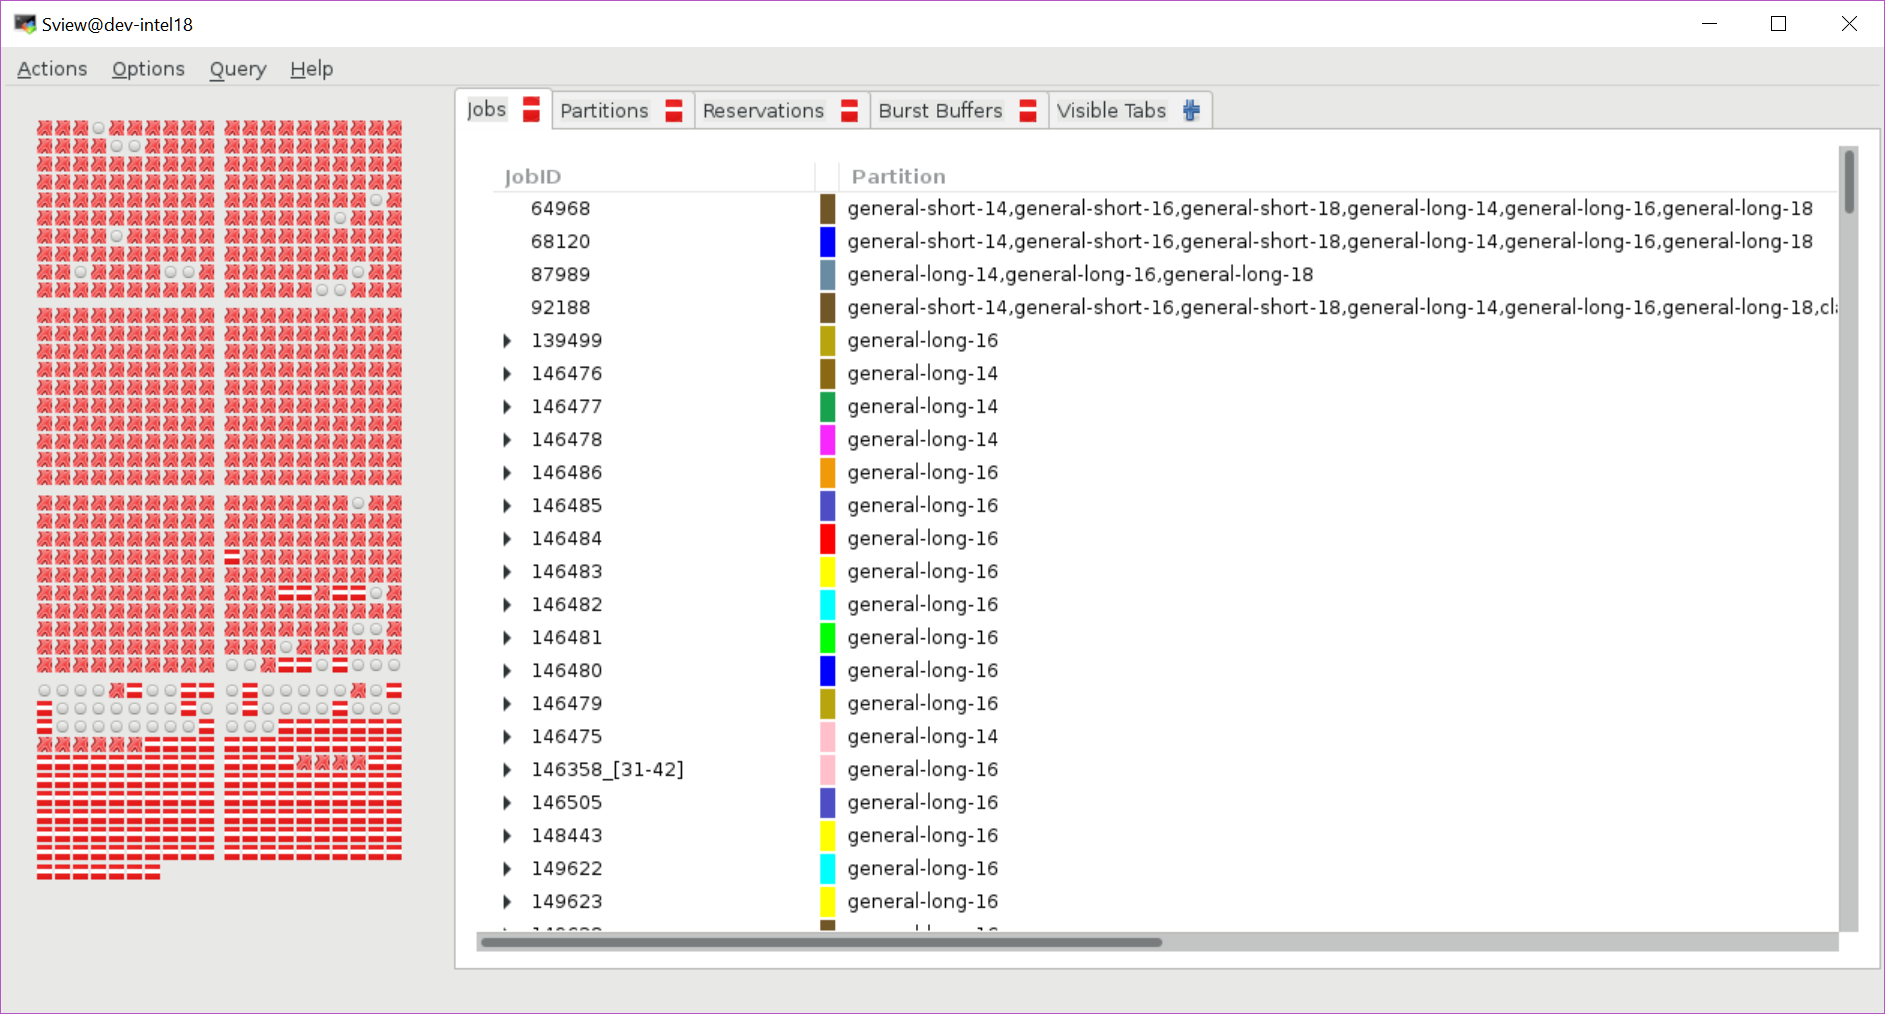 Sview@dev-intel18
Actions Options Query Help
Jobs Partitions Reservations Burst Buffers Visible Tabs
JobID Partition
64968 general-short-14,general-short-16,general-short-18,general-long-14,general-long-16,general-long-18
68120 general-short-14,general-short-16,general-short-18,general-long-14,general-long-16,general-long-18
87989 general-long-14,general-long-16,general-long-18
92188 general-short-14,general-short-16,general-short-18,general-long-14,general-long-16,general-long-18,cl
139499 general-long-16
146476 general-long-14
146477 general-long-14
146478 general-long-14
146486 general-long-16
146485 general-long-16
146484 general-long-16
146483 general-long-16
146482 general-long-16
146481 general-long-16
146480 general-long-16
146479 general-long-16
146475 general-long-14
146358_[31-42] general-long-16
146505 general-long-16
148443 general-long-16
149622 general-long-16
149623 general-long-16